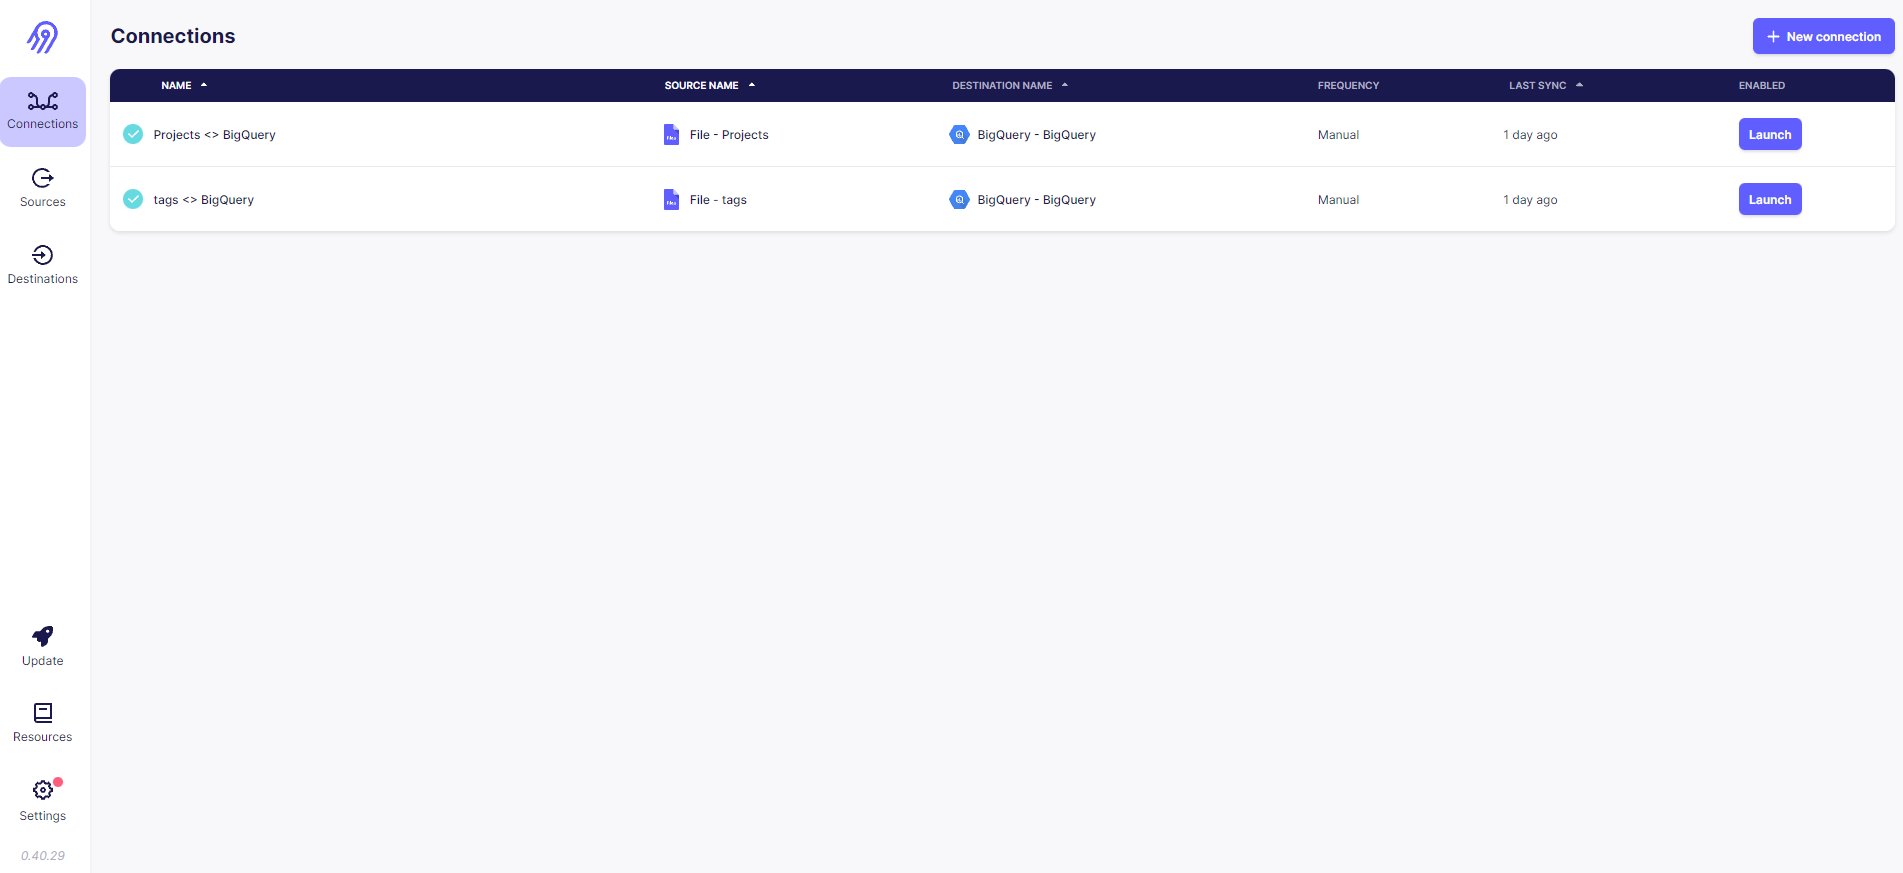 Connections
New connection
NAME SOURCE NAME DESTINATION NAME FREQUENCY LAST SYNC ENABLED
Projects <> BigQuery File - Projects BigQuery - BigQuery Manual 1 day ago Launch
tags <> BigQuery File - tags BigQuery - BigQuery Manual 1 day ago Launch
Connections
Sources
Destinations
Update
Resources
Settings
0.40.29